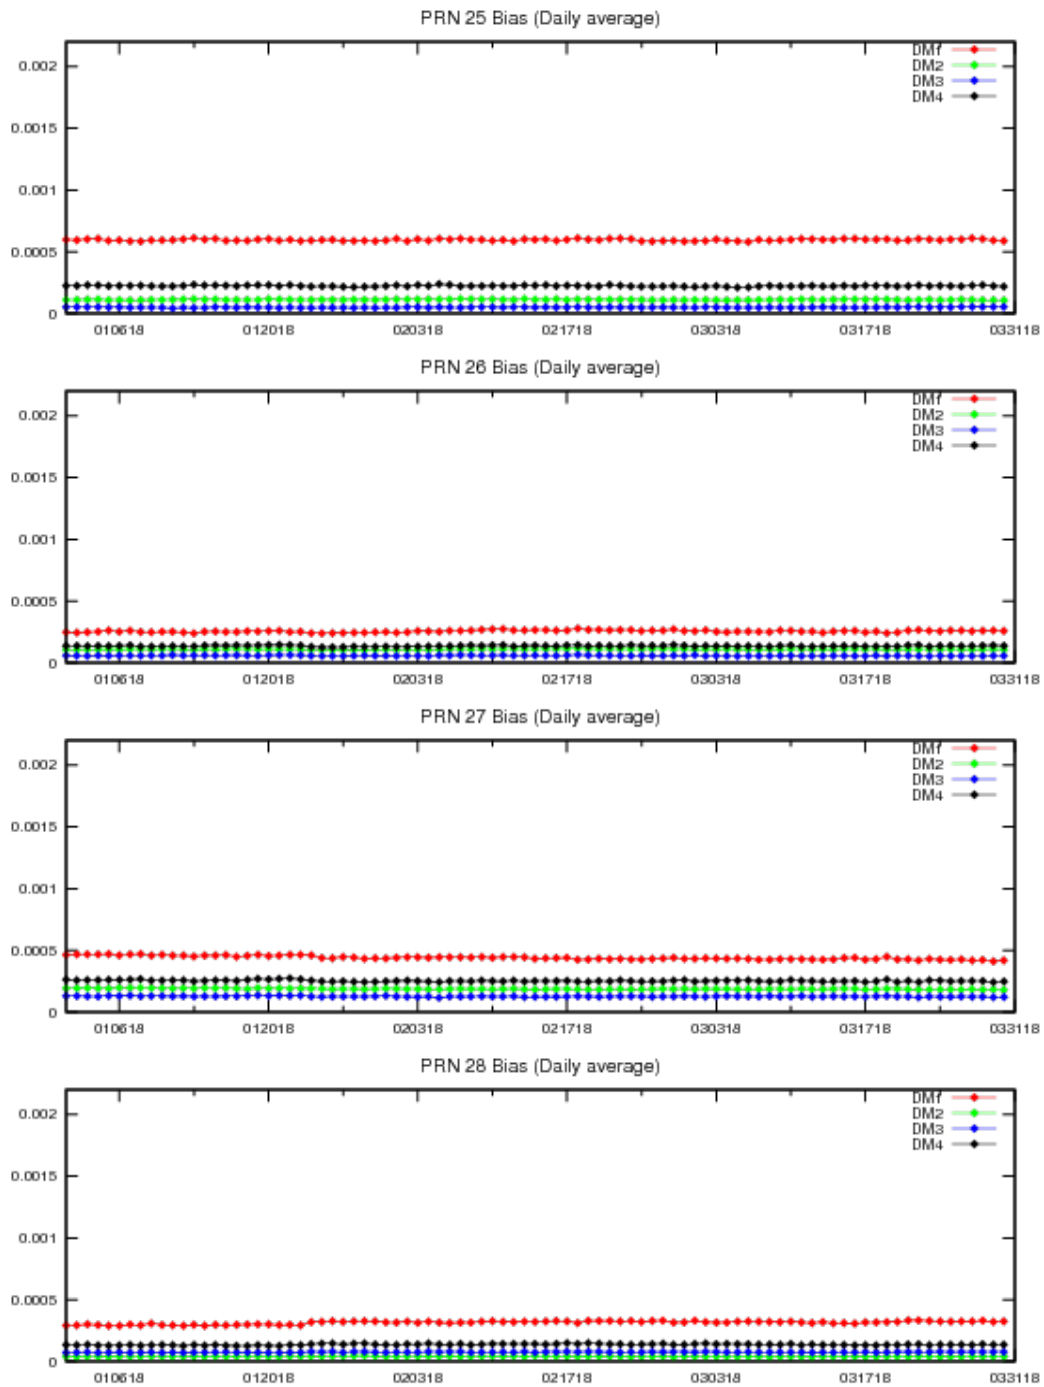 PRN 25 Bias (Daily average)
0.002
0.0015
0.001
0.0005
0
DM1
DM2
DM3
DM4
010618 012018 020318 021718 030318 031718 033118
PRN 26 Bias (Daily average)
0.002
0.0015
0.001
0.0005
0
DM1
DM2
DM3
DM4
010618 012018 020318 021718 030318 031718 033118
PRN 27 Bias (Daily average)
0.002
0.0015
0.001
0.0005
0
DM1
DM2
DM3
DM4
010618 012018 020318 021718 030318 031718 033118
PRN 28 Bias (Daily average)
0.002
0.0015
0.001
0.0005
0
DM1
DM2
DM3
DM4
010618 012018 020318 021718 030318 031718 033118